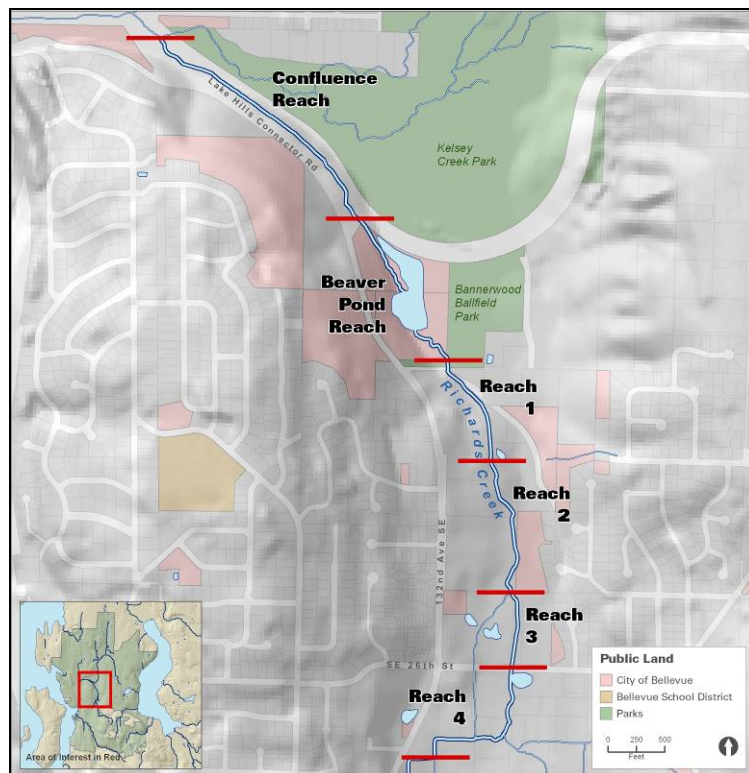 Confluence
Reach
Lake Hills Connector Rd
Kelsey
Creek Park
Beaver
Pond
Reach
Bannerwood
Ballfield
Park
Reach
1
Richards Creek
Reach
2
132nd Ave SE
Reach
3
SE 26th St
Reach
4
Public Land
City of Bellevue
Bellevue School District
Parks
0 250 500
Feet
Area of Interest in Red